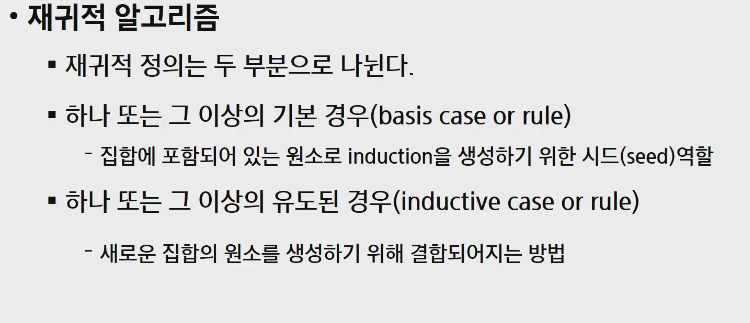 • 재귀적 알고리즘
▪ 재귀적 정의는 두 부분으로 나뉜다.
▪ 하나 또는 그 이상의 기본 경우(basis case or rule)
- 집합에 포함되어 있는 원소로 induction을 생성하기 위한 시드(seed)역할
▪ 하나 또는 그 이상의 유도된 경우(inductive case or rule)
- 새로운 집합의 원소를 생성하기 위해 결합되어지는 방법